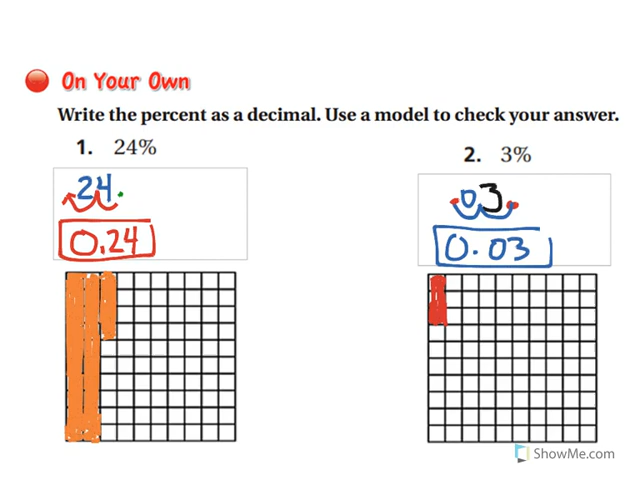 On Your Own
Write the percent as a decimal. Use a model to check your answer.
1. 24%
2. 3%
24.
0.24
03.
0.03
ShowMe.com